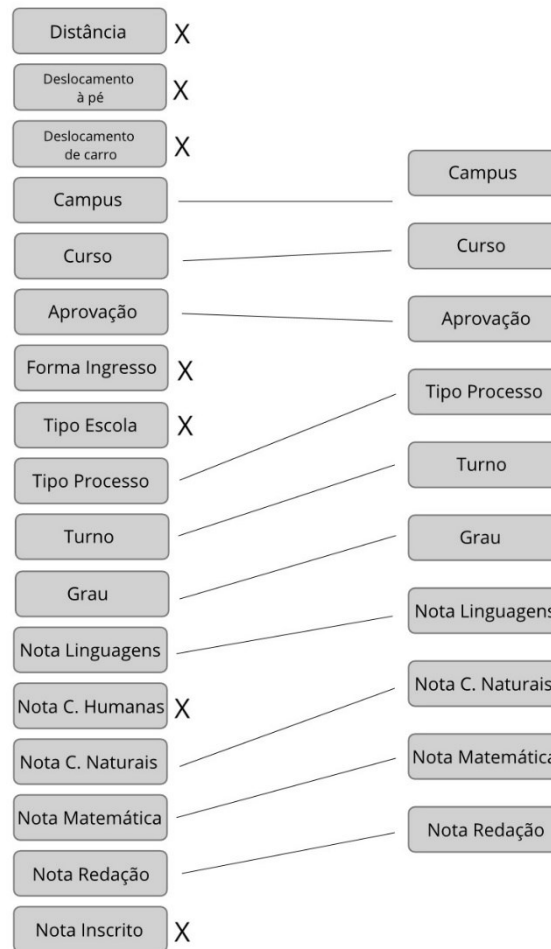 Distância X
Deslocamento
à pé X
Deslocamento
de carro X
Campus
Curso
Aprovação
Forma Ingresso X
Tipo Escola X
Tipo Processo
Turno
Grau
Nota Linguagens
Nota C. Humanas X
Nota C. Naturais
Nota Matemática
Nota Redação
Nota Inscrito X
Campus
Curso
Aprovação
Tipo Processo
Turno
Grau
Nota Linguagens
Nota C. Naturais
Nota Matemática
Nota Redação